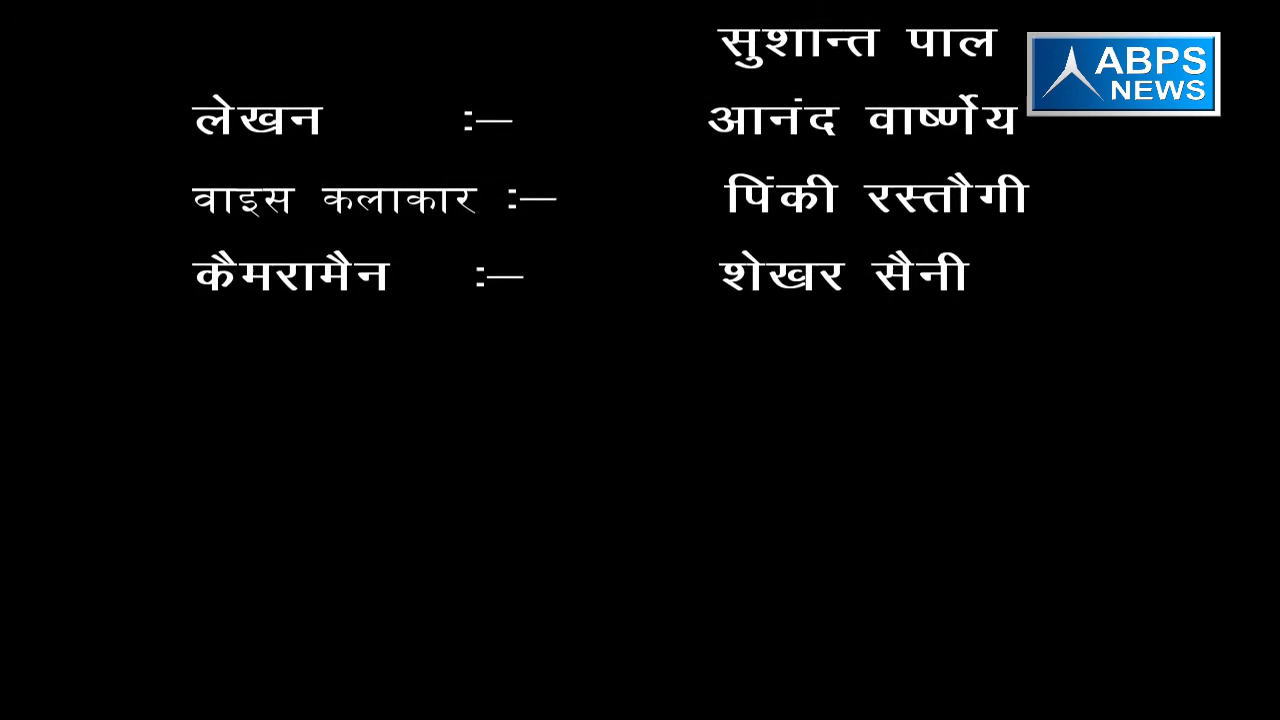 सुशान्त पाल
ABPS
NEWS
लेखन :— आनंद वार्ष्णेय
वाइस कलाकार :— पिंकी रस्तौगी
कैमरामैन :— शेखर सैनी